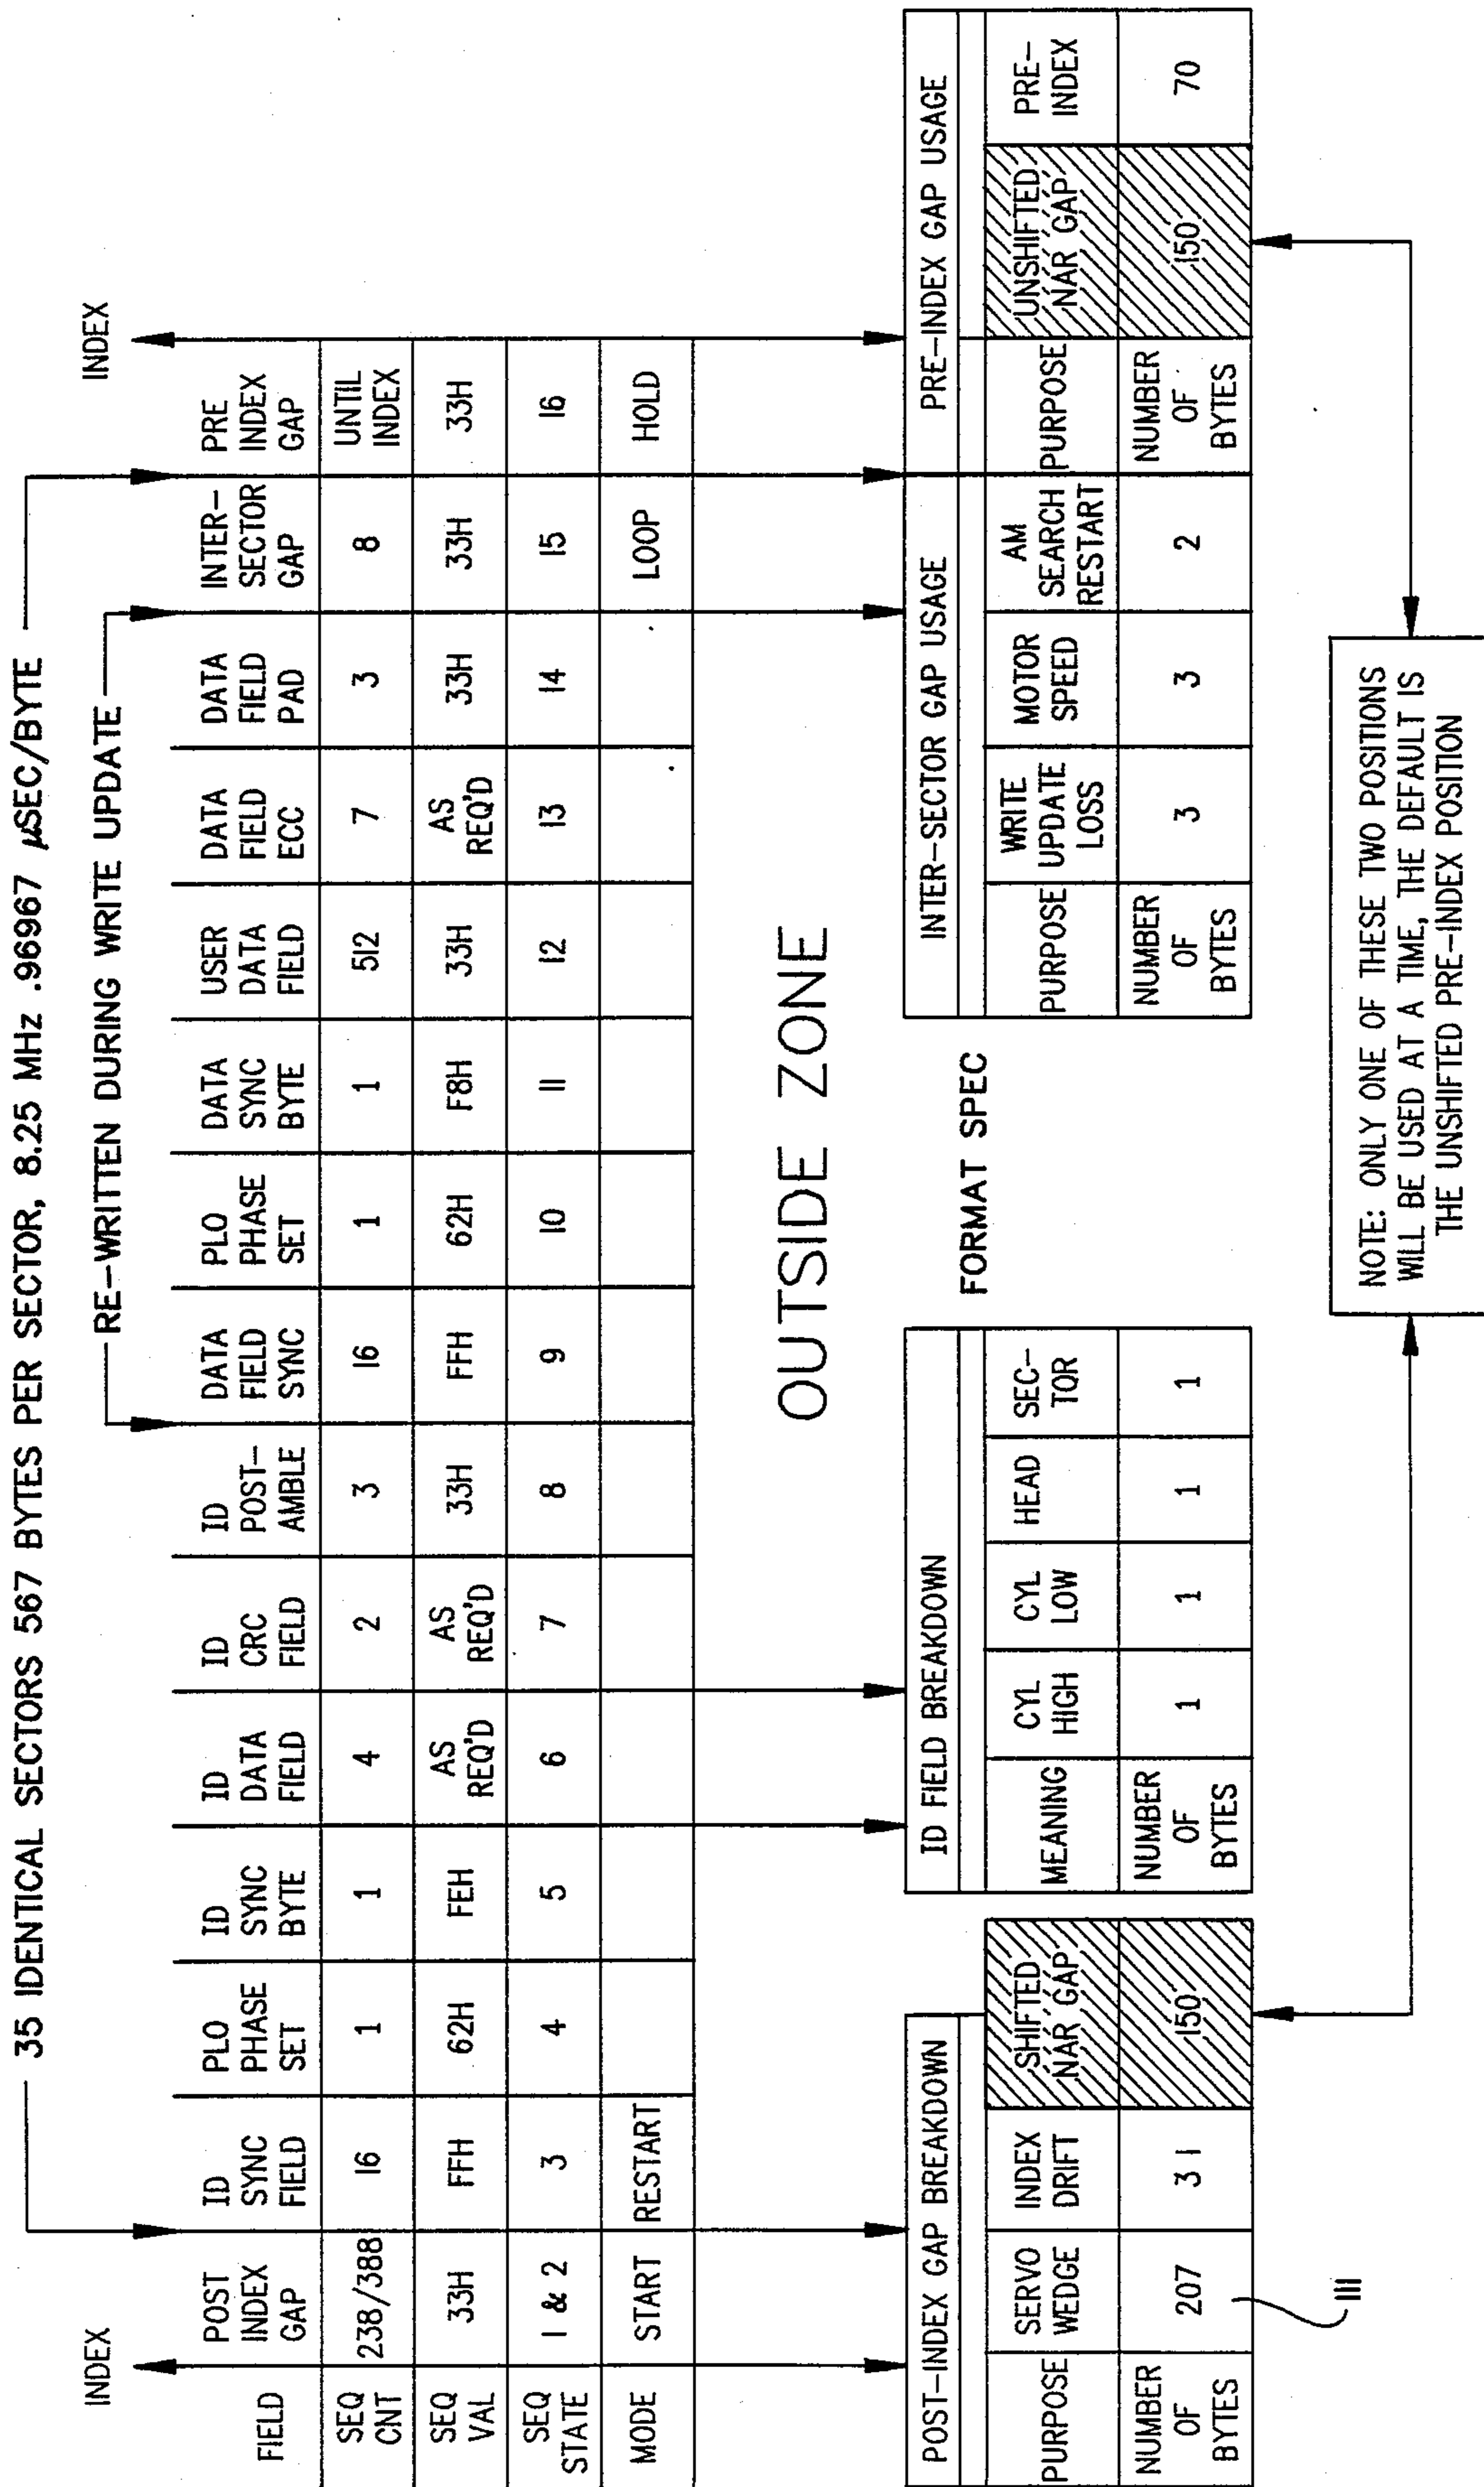 35 IDENTICAL SECTORS 567 BYTES PER SECTOR, 8.25 MHz .96967 µSEC/BYTE
RE-WRITTEN DURING WRITE UPDATE
INDEX
INDEX
FIELD
POST INDEX GAP
ID SYNC FIELD
PLO PHASE SET
ID SYNC BYTE
ID DATA FIELD
ID CRC FIELD
ID POST-AMBLE
DATA FIELD SYNC
PLO PHASE SET
DATA SYNC BYTE
USER DATA FIELD
DATA FIELD ECC
DATA FIELD PAD
INTER-SECTOR GAP
PRE INDEX GAP
SEQ CNT 238/388 16 1 1 4 2 3 16 1 1 512 7 3 8 UNTIL INDEX
SEQ VAL 33H FFH 62H FEH AS REQ'D AS REQ'D 33H FFH 62H F8H 33H AS REQ'D 33H 33H 33H
SEQ STATE 1 & 2 3 4 5 6 7 8 9 10 11 12 13 14 15 16
MODE START RESTART LOOP HOLD
OUTSIDE ZONE
FORMAT SPEC
POST-INDEX GAP BREAKDOWN
PURPOSE SERVO WEDGE INDEX DRIFT SHIFTED NAR GAP
NUMBER OF BYTES 207 31 150
111
ID FIELD BREAKDOWN
MEANING CYL HIGH CYL LOW HEAD SEC-TOR
NUMBER OF BYTES 1 1 1 1
INTER-SECTOR GAP USAGE
PURPOSE WRITE UPDATE LOSS MOTOR SPEED AM SEARCH RESTART
NUMBER OF BYTES 3 3 2
PRE-INDEX GAP USAGE
PURPOSE UNSHIFTED NAR GAP PRE-INDEX
NUMBER OF BYTES 150 70
NOTE: ONLY ONE OF THESE TWO POSITIONS
WILL BE USED AT A TIME, THE DEFAULT IS
THE UNSHIFTED PRE-INDEX POSITION